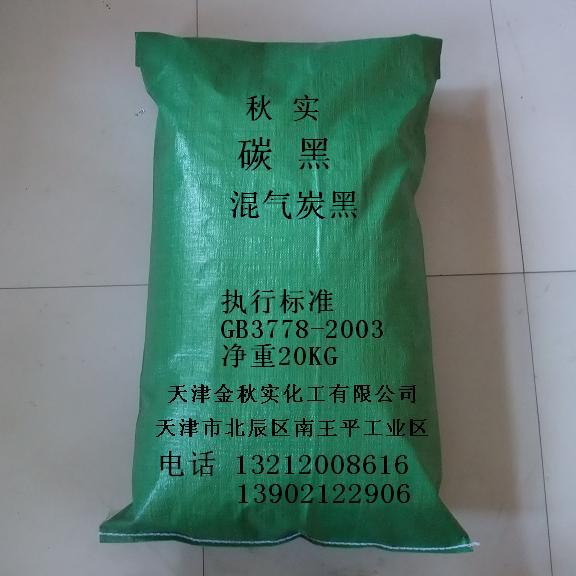 秋 实
碳 黑
混气炭黑
执行标准
GB3778-2003
净重20KG
天津金秋实化工有限公司
天津市北辰区南王平工业区
电话 13212008616
13902122906